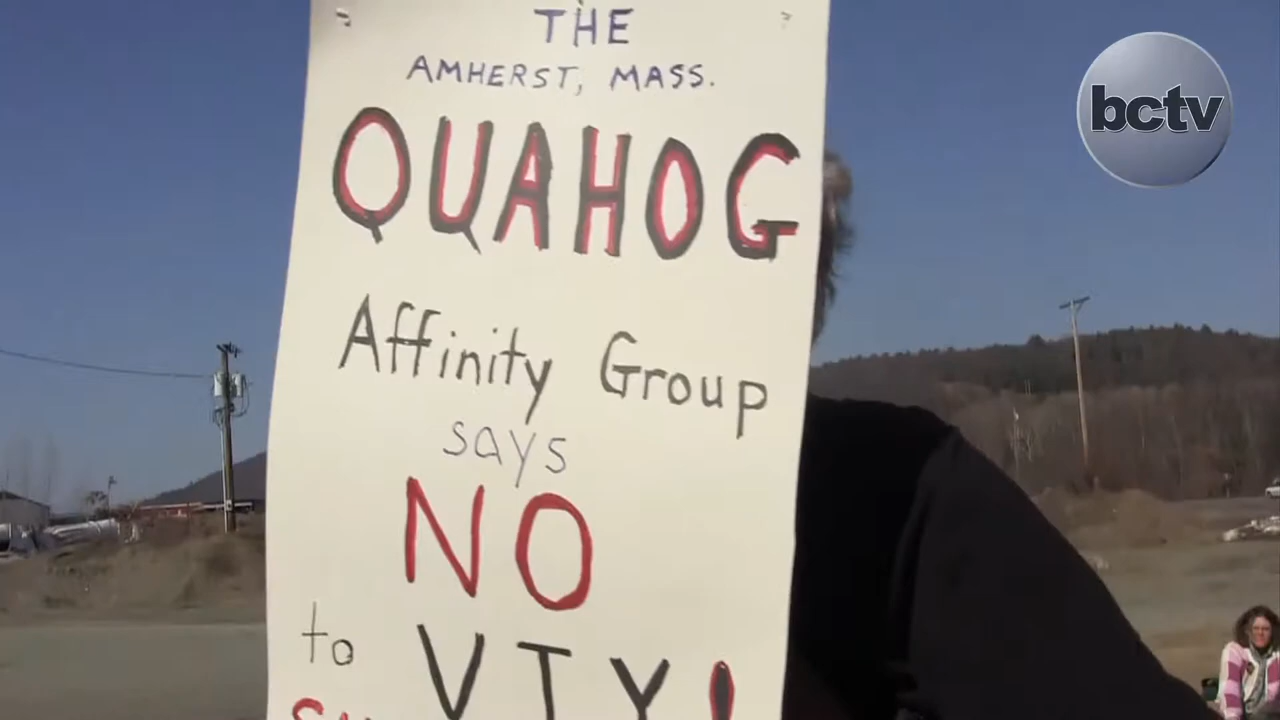 THE
AMHERST, MASS.
QUAHOG
Affinity Group
says
NO
to VTY!
bctv